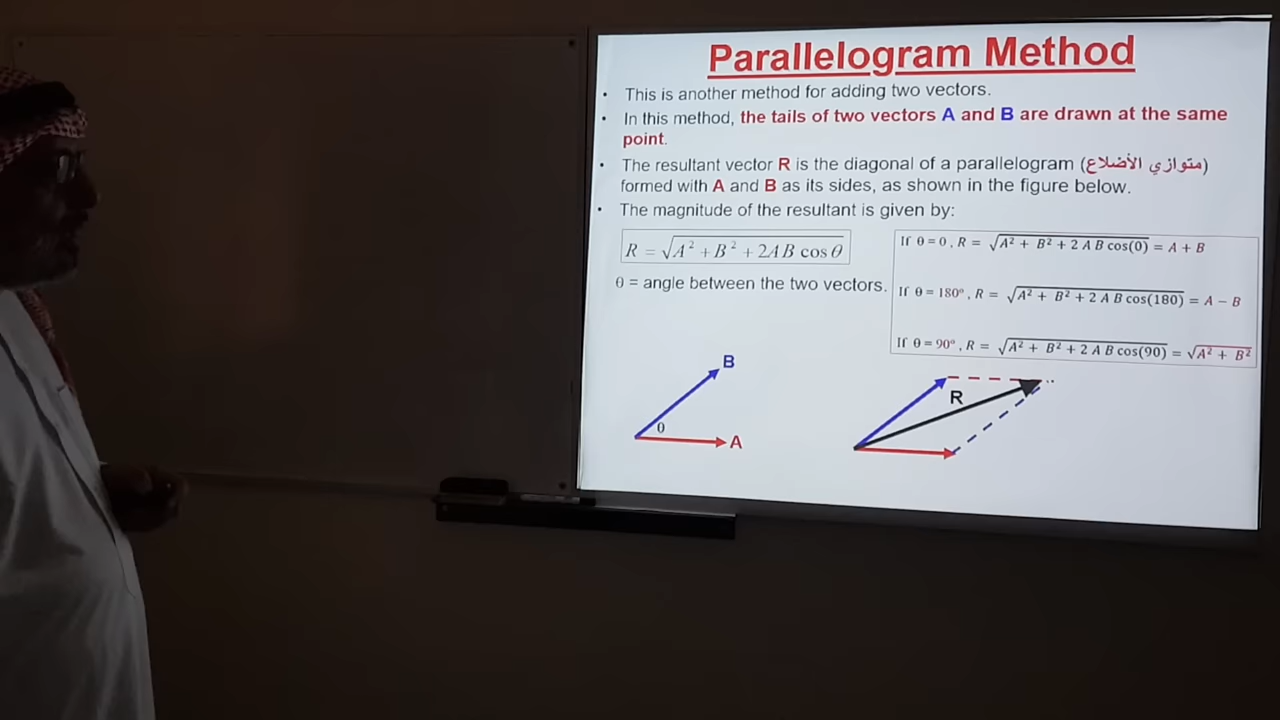 Parallelogram Method
• This is another method for adding two vectors.
• In this method, the tails of two vectors A and B are drawn at the same
point.
• The resultant vector R is the diagonal of a parallelogram (متوازي الأضلاع)
formed with A and B as its sides, as shown in the figure below.
• The magnitude of the resultant is given by:
R = √(A² + B² + 2AB cos θ)
θ = angle between the two vectors.
If θ = 0 , R = √(A² + B² + 2 A B cos(0)) = A + B
If θ = 180° , R = √(A² + B² + 2 A B cos(180)) = A − B
If θ = 90° , R = √(A² + B² + 2 A B cos(90)) = √(A² + B²)
B
θ
A
R